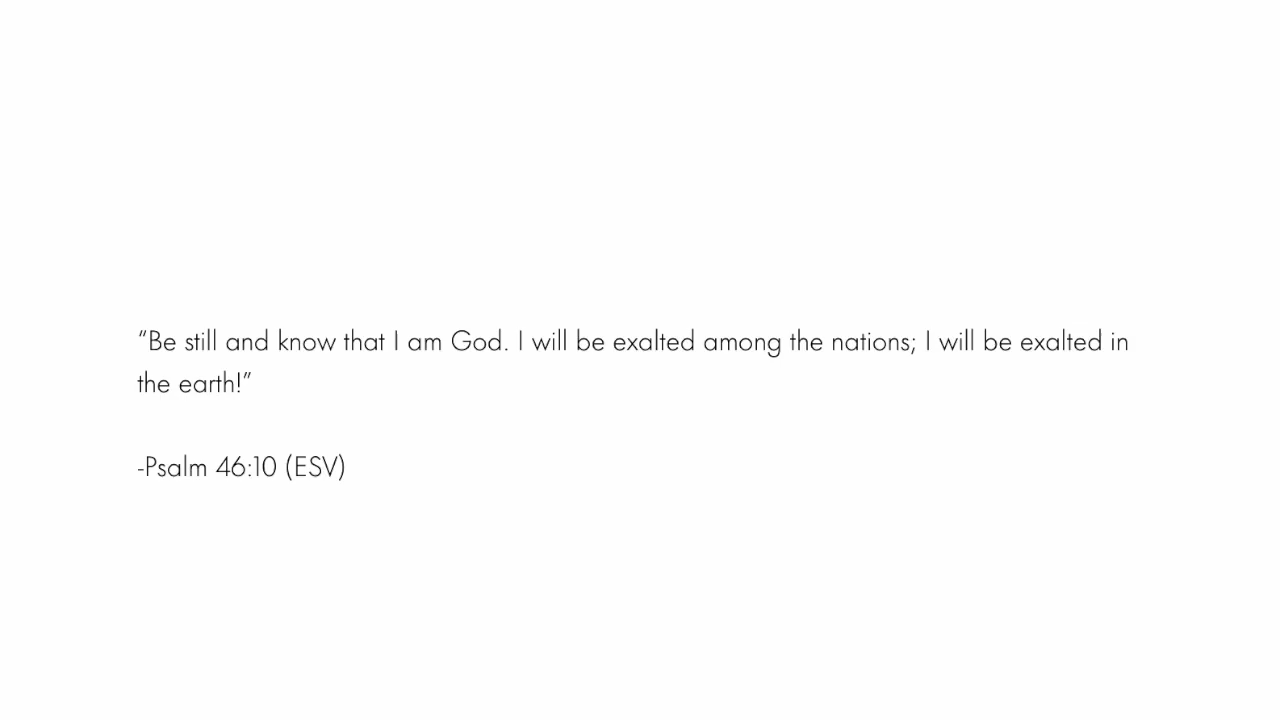 “Be still and know that I am God. I will be exalted among the nations; I will be exalted in
the earth!”
-Psalm 46:10 (ESV)